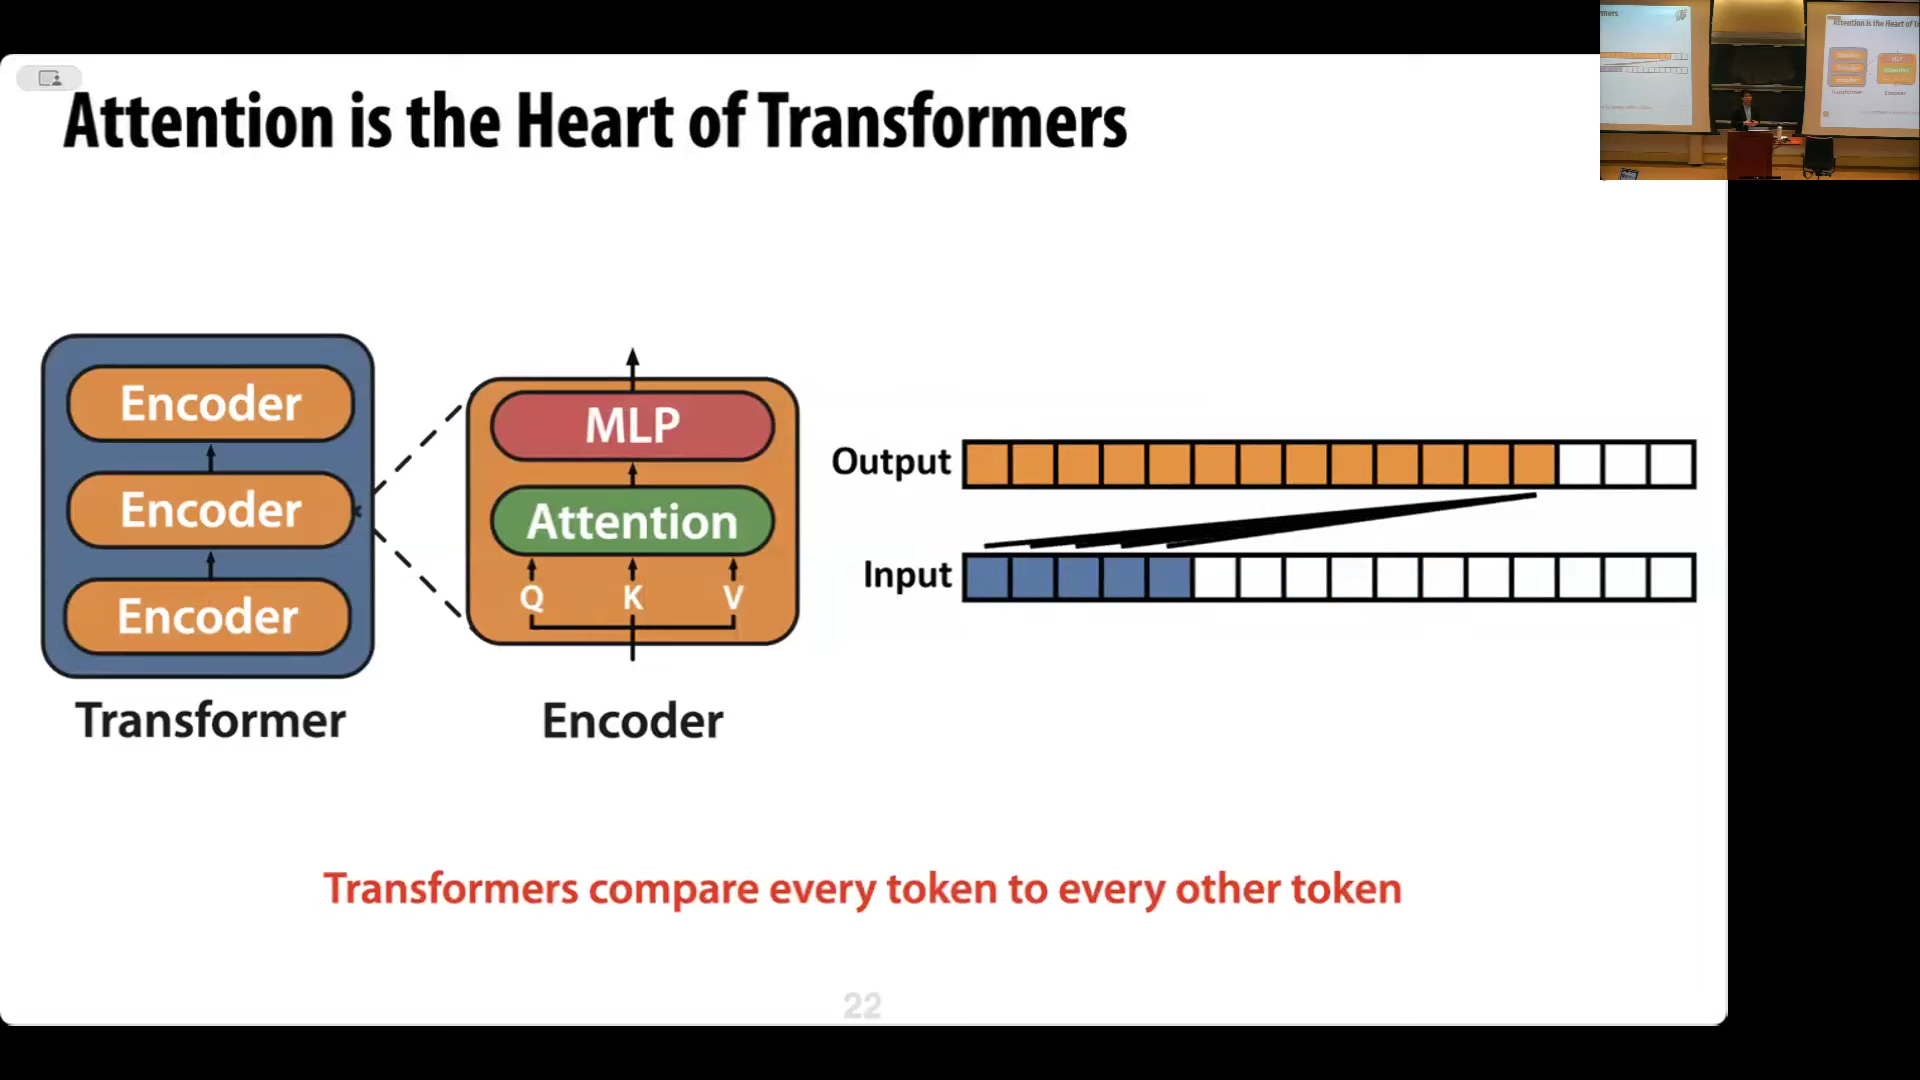 Attention is the Heart of Transformers
Encoder
Encoder
Encoder
Transformer
MLP
Attention
Q K V
Encoder
Output
Input
Transformers compare every token to every other token
22